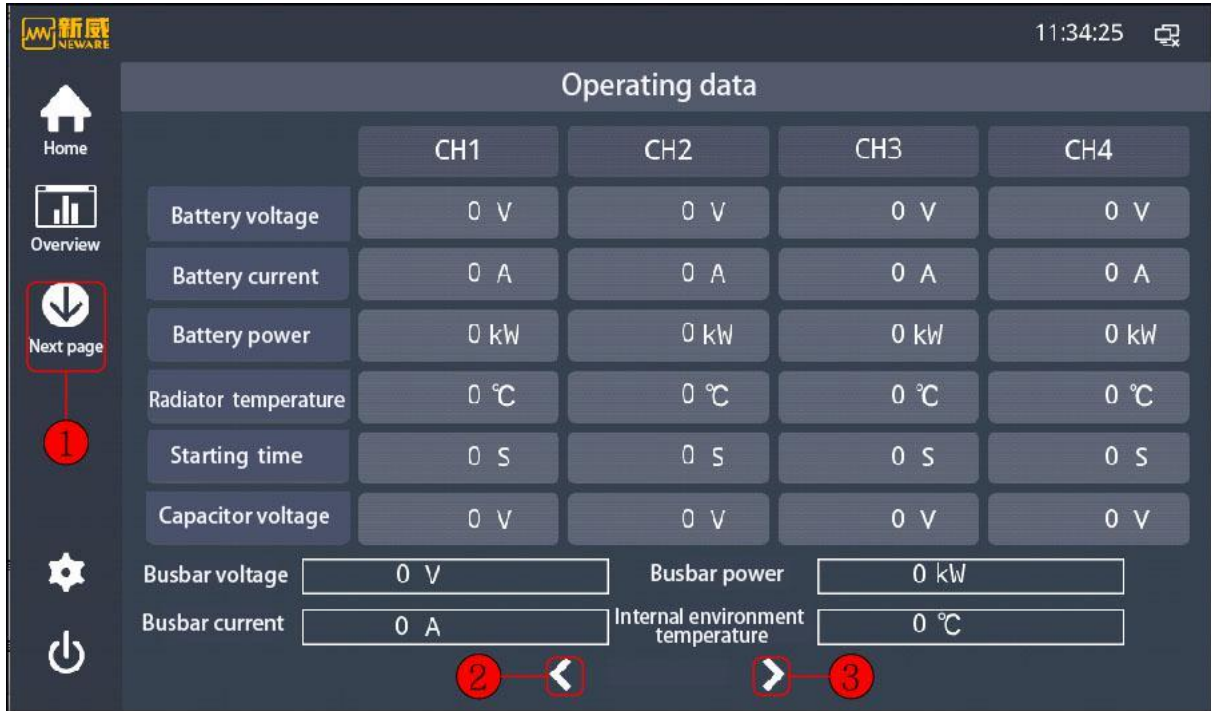 新威
NEWARE
11:34:25
Operating data
Home
Overview
Next page
1
CH1 CH2 CH3 CH4
Battery voltage 0 V 0 V 0 V 0 V
Battery current 0 A 0 A 0 A 0 A
Battery power 0 kW 0 kW 0 kW 0 kW
Radiator temperature 0 ℃ 0 ℃ 0 ℃ 0 ℃
Starting time 0 S 0 S 0 S 0 S
Capacitor voltage 0 V 0 V 0 V 0 V
Busbar voltage 0 V Busbar power 0 kW
Busbar current 0 A Internal environment
temperature 0 ℃
2 3